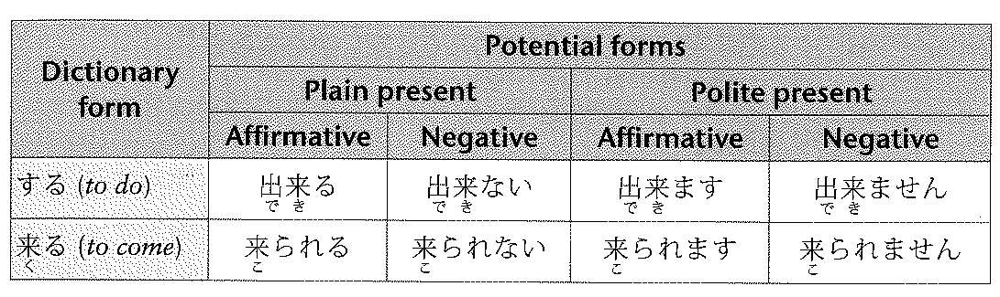 Dictionary form
Potential forms
Plain present
Polite present
Affirmative
Negative
Affirmative
Negative
する (to do)
出来る
でき
出来ない
でき
出来ます
でき
出来ません
でき
来る (to come)
く
来られる
こ
来られない
こ
来られます
こ
来られません
こ